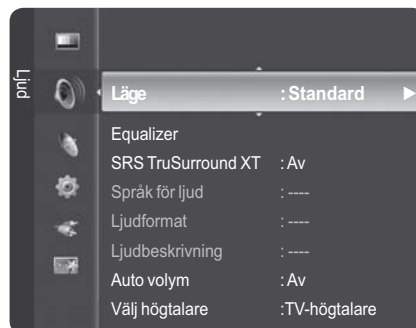 Ljud
Läge : Standard
Equalizer
SRS TruSurround XT : Av
Språk för ljud : ----
Ljudformat : ----
Ljudbeskrivning : ----
Auto volym : Av
Välj högtalare :TV-högtalare